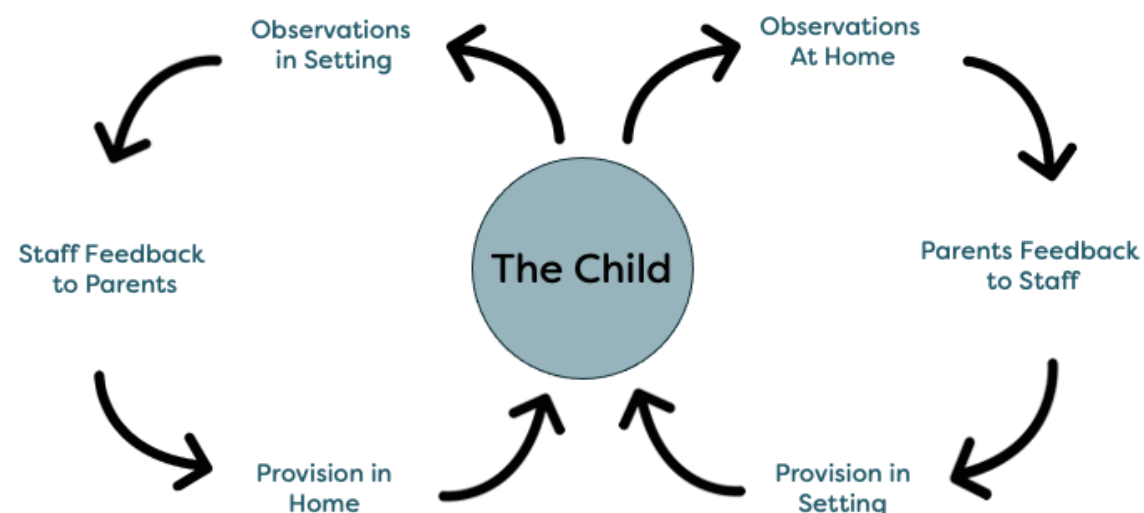 Observations
in Setting
Observations
At Home
Staff Feedback
to Parents
The Child
Parents Feedback
to Staff
Provision in
Home
Provision in
Setting